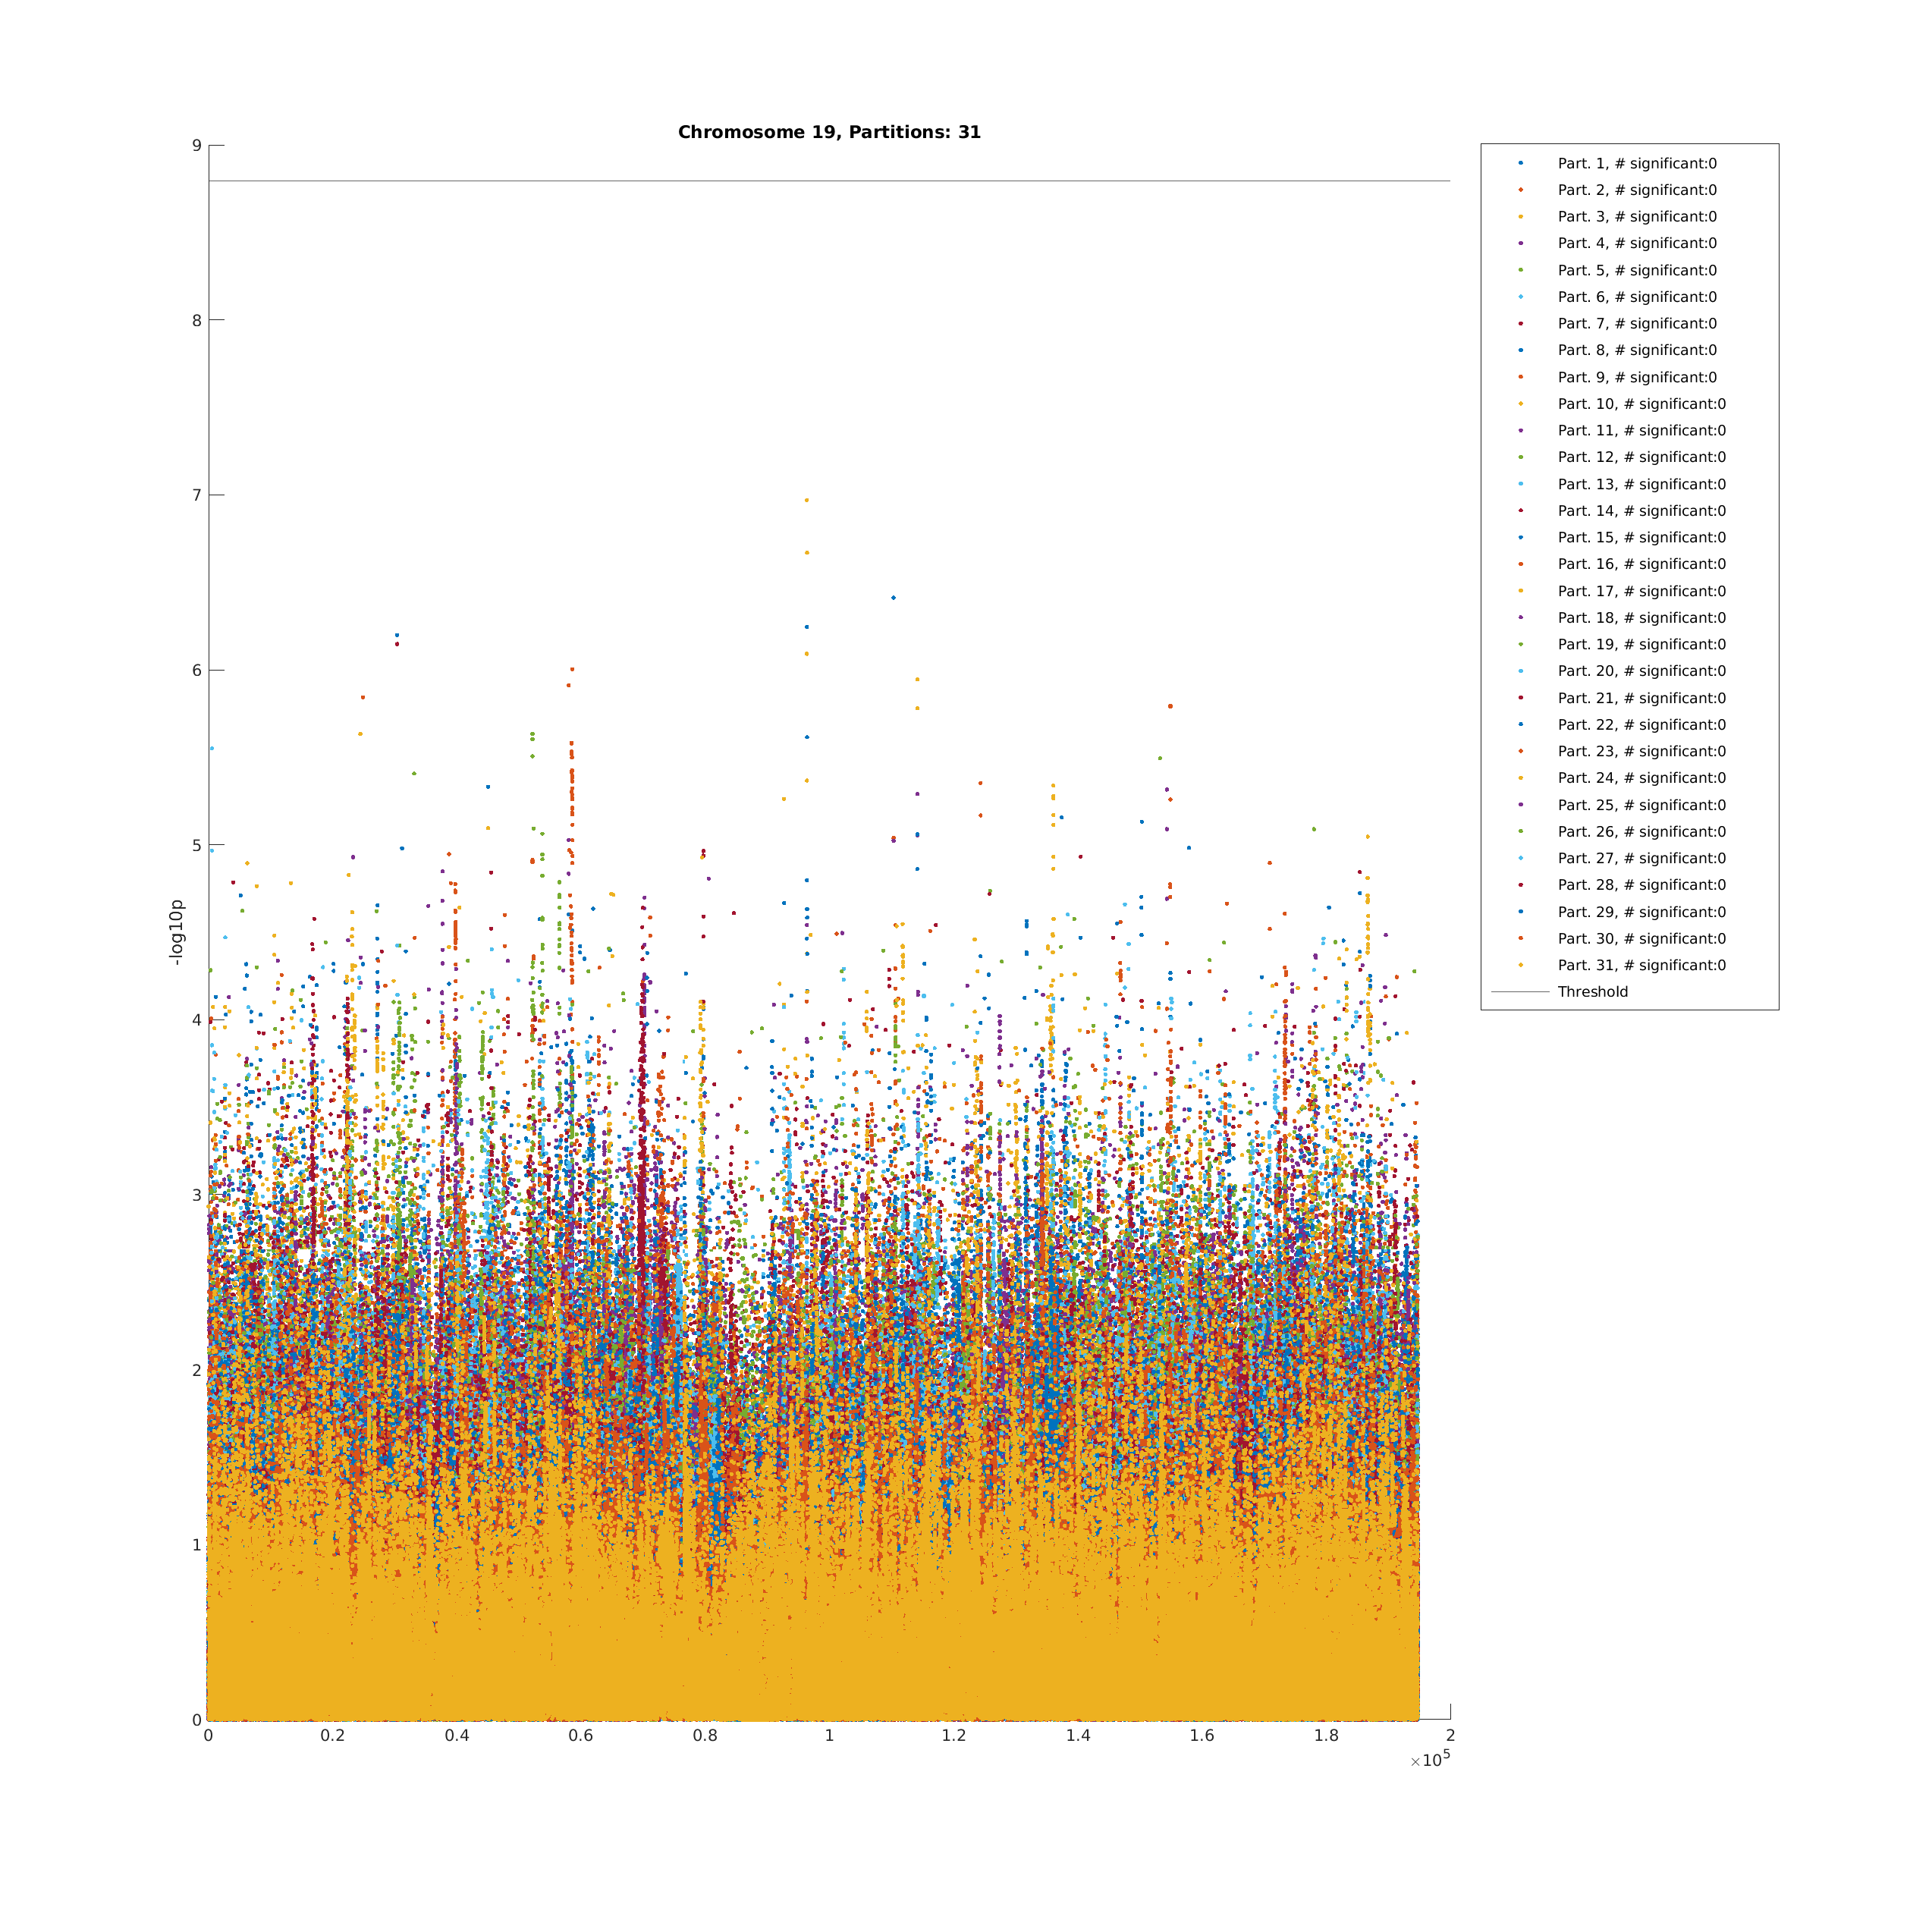 Chromosome 19, Partitions: 31
9
8
7
6
5
4
3
2
1
0
-log10p
0 0.2 0.4 0.6 0.8 1 1.2 1.4 1.6 1.8 2
×10^5
Part. 1, # significant:0
Part. 2, # significant:0
Part. 3, # significant:0
Part. 4, # significant:0
Part. 5, # significant:0
Part. 6, # significant:0
Part. 7, # significant:0
Part. 8, # significant:0
Part. 9, # significant:0
Part. 10, # significant:0
Part. 11, # significant:0
Part. 12, # significant:0
Part. 13, # significant:0
Part. 14, # significant:0
Part. 15, # significant:0
Part. 16, # significant:0
Part. 17, # significant:0
Part. 18, # significant:0
Part. 19, # significant:0
Part. 20, # significant:0
Part. 21, # significant:0
Part. 22, # significant:0
Part. 23, # significant:0
Part. 24, # significant:0
Part. 25, # significant:0
Part. 26, # significant:0
Part. 27, # significant:0
Part. 28, # significant:0
Part. 29, # significant:0
Part. 30, # significant:0
Part. 31, # significant:0
Threshold